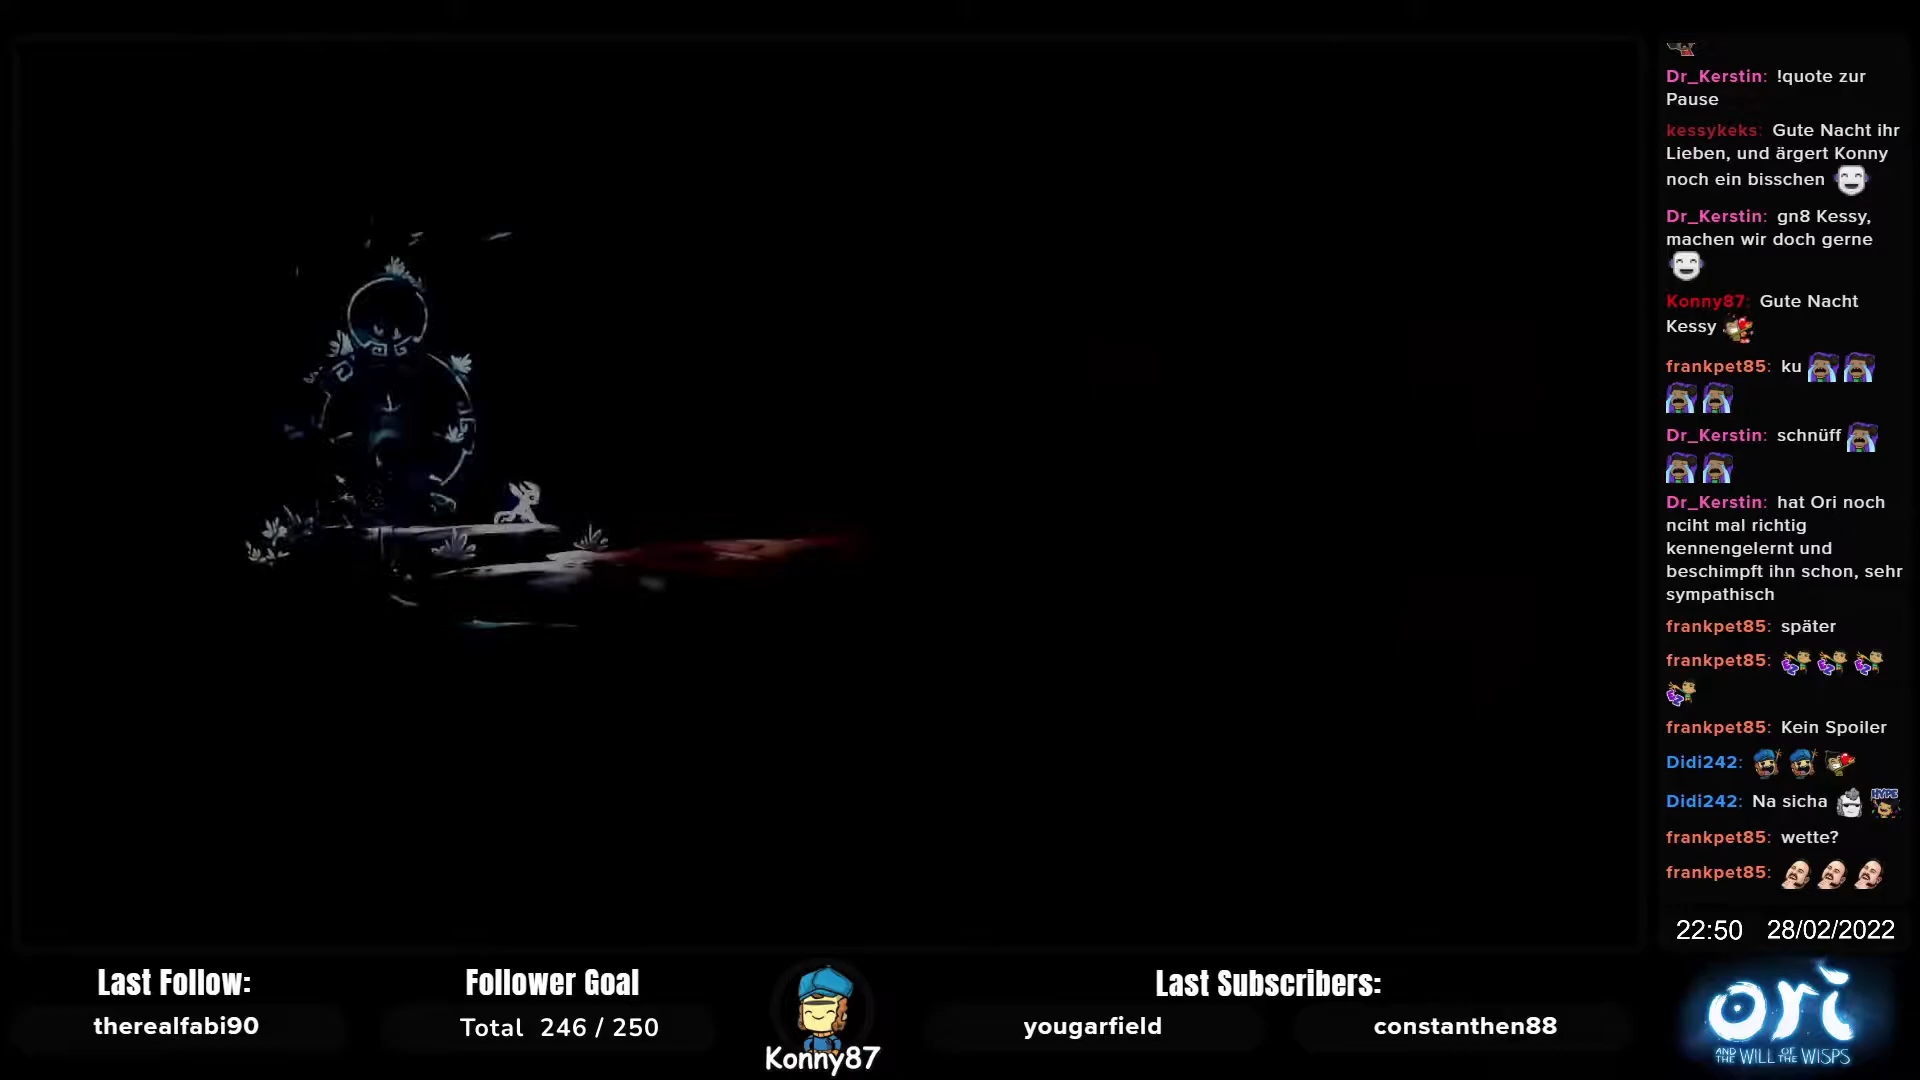 Dr_Kerstin: !quote zur
Pause
kessykeks: Gute Nacht ihr
Lieben, und ärgert Konny
noch ein bisschen
Dr_Kerstin: gn8 Kessy,
machen wir doch gerne
Konny87: Gute Nacht
Kessy
frankpet85: ku
Dr_Kerstin: schnüff
Dr_Kerstin: hat Ori noch
nciht mal richtig
kennengelernt und
beschimpft ihn schon, sehr
sympathisch
frankpet85: später
frankpet85:
frankpet85: Kein Spoiler
Didi242:
Didi242: Na sicha
HYPE
frankpet85: wette?
frankpet85:
22:50 28/02/2022
Last Follow:
therealfabi90
Follower Goal
Total 246 / 250
Konny87
Last Subscribers:
yougarfield
constanthen88
ori
AND THE WILL OF THE WISPS